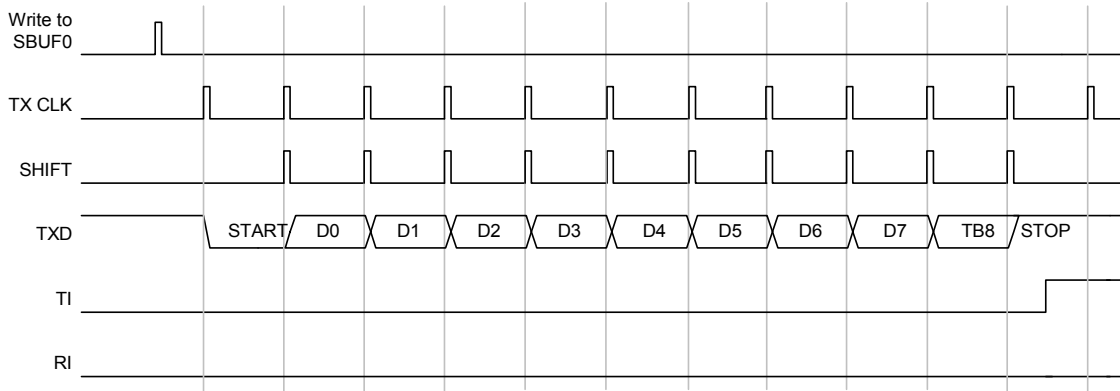 Write to
SBUF0
TX CLK
SHIFT
TXD START D0 D1 D2 D3 D4 D5 D6 D7 TB8 STOP
TI
RI